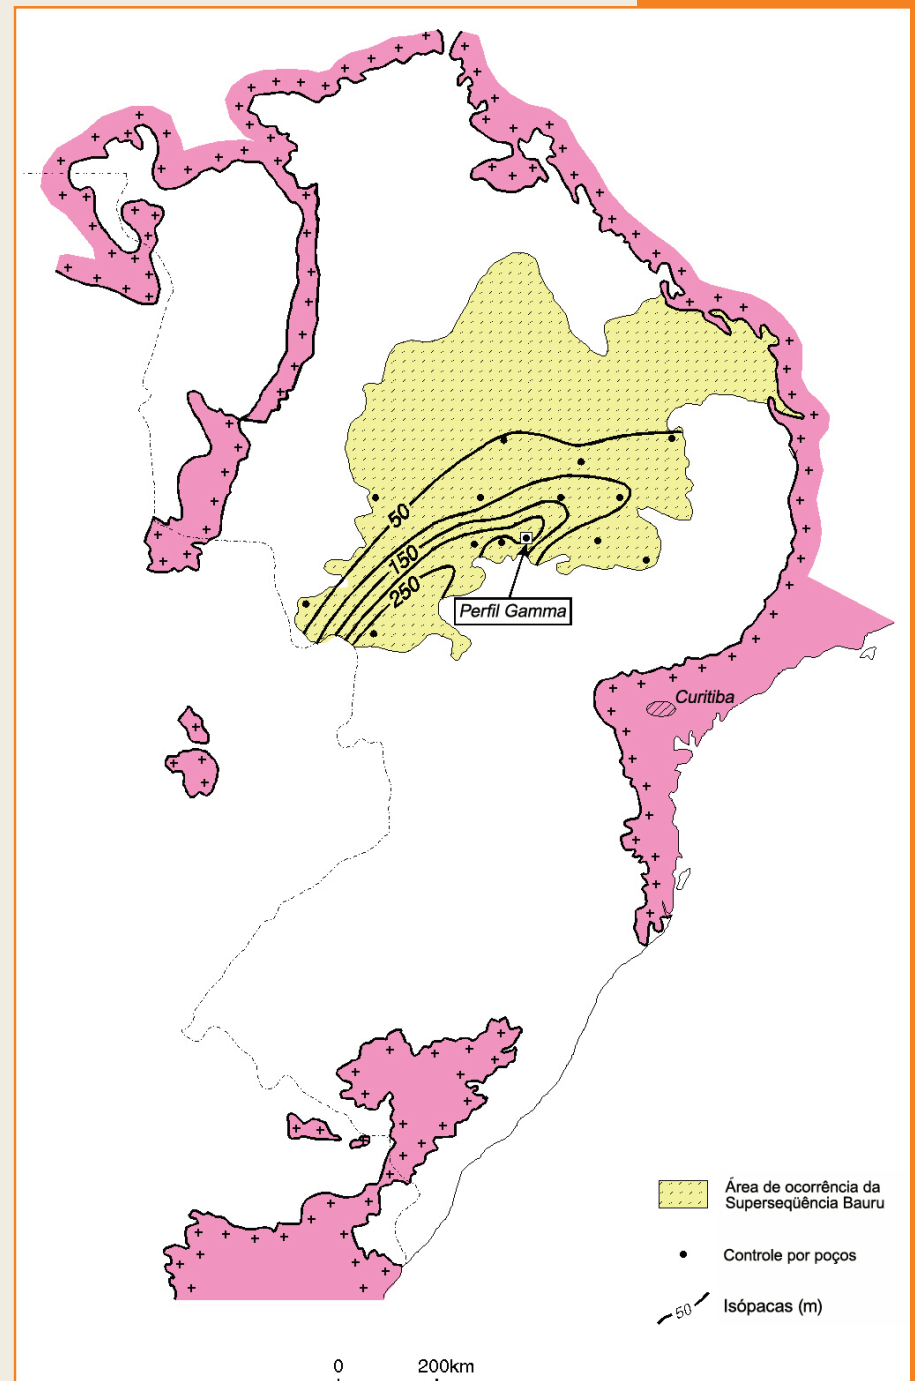 50
150
250
Perfil Gamma
Curitiba
Área de ocorrência da
Superseqüência Bauru
Controle por poços
50
Isópacas (m)
0
200km